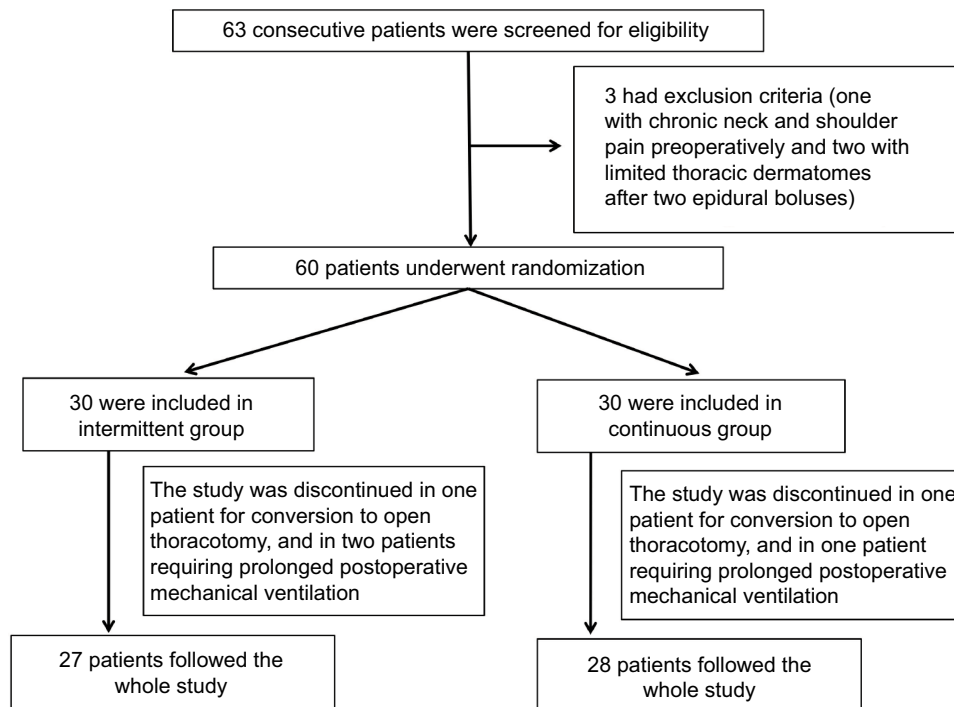 63 consecutive patients were screened for eligibility
3 had exclusion criteria (one
with chronic neck and shoulder
pain preoperatively and two with
limited thoracic dermatomes
after two epidural boluses)
60 patients underwent randomization
30 were included in
intermittent group
30 were included in
continuous group
The study was discontinued in one
patient for conversion to open
thoracotomy, and in two patients
requiring prolonged postoperative
mechanical ventilation
The study was discontinued in one
patient for conversion to open
thoracotomy, and in one patient
requiring prolonged postoperative
mechanical ventilation
27 patients followed the
whole study
28 patients followed the
whole study